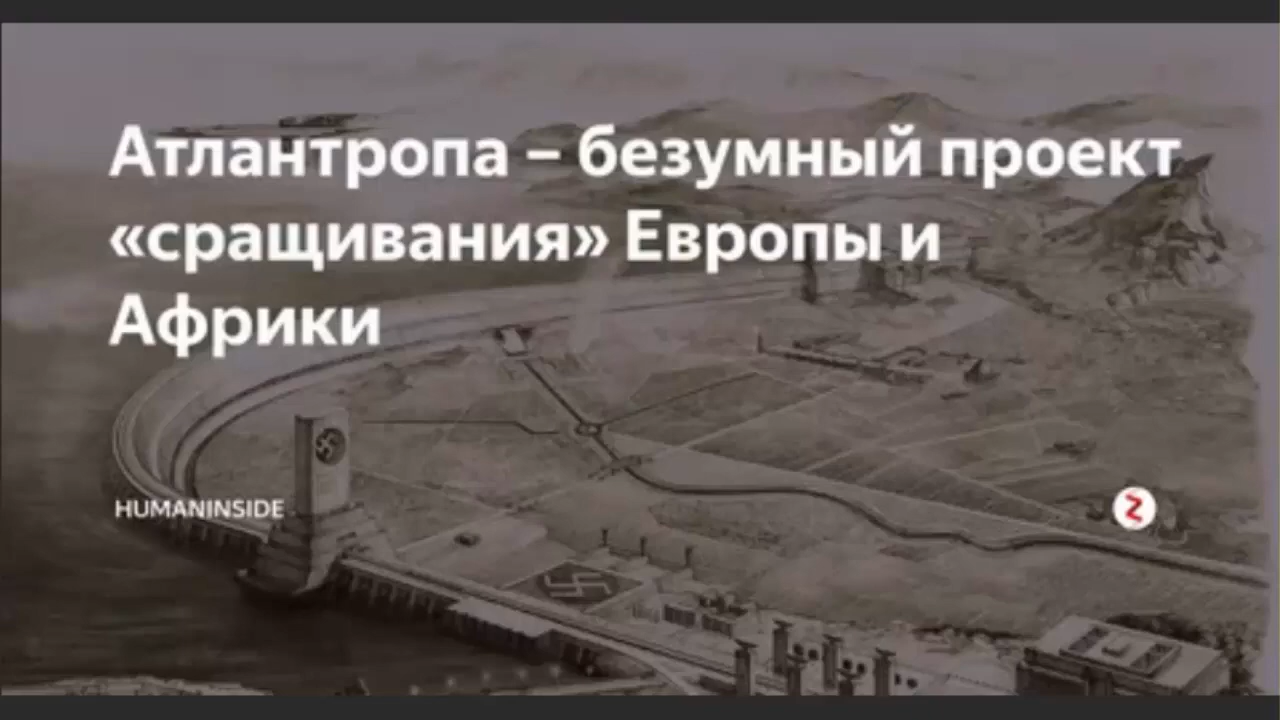 Атлантропа – безумный проект
«сращивания» Европы и
Африки
HUMANINSIDE